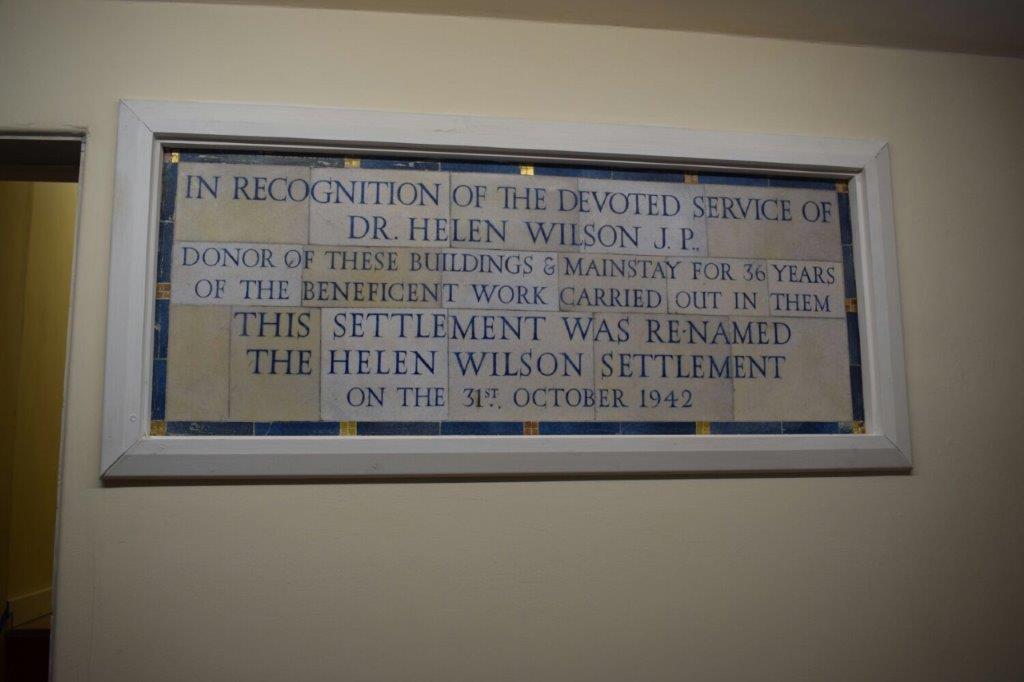 IN RECOGNITION OF THE DEVOTED SERVICE OF
DR. HELEN WILSON J. P.,
DONOR OF THESE BUILDINGS & MAINSTAY FOR 36 YEARS
OF THE BENEFICENT WORK CARRIED OUT IN THEM
THIS SETTLEMENT WAS RE-NAMED
THE HELEN WILSON SETTLEMENT
ON THE 31ST. OCTOBER 1942